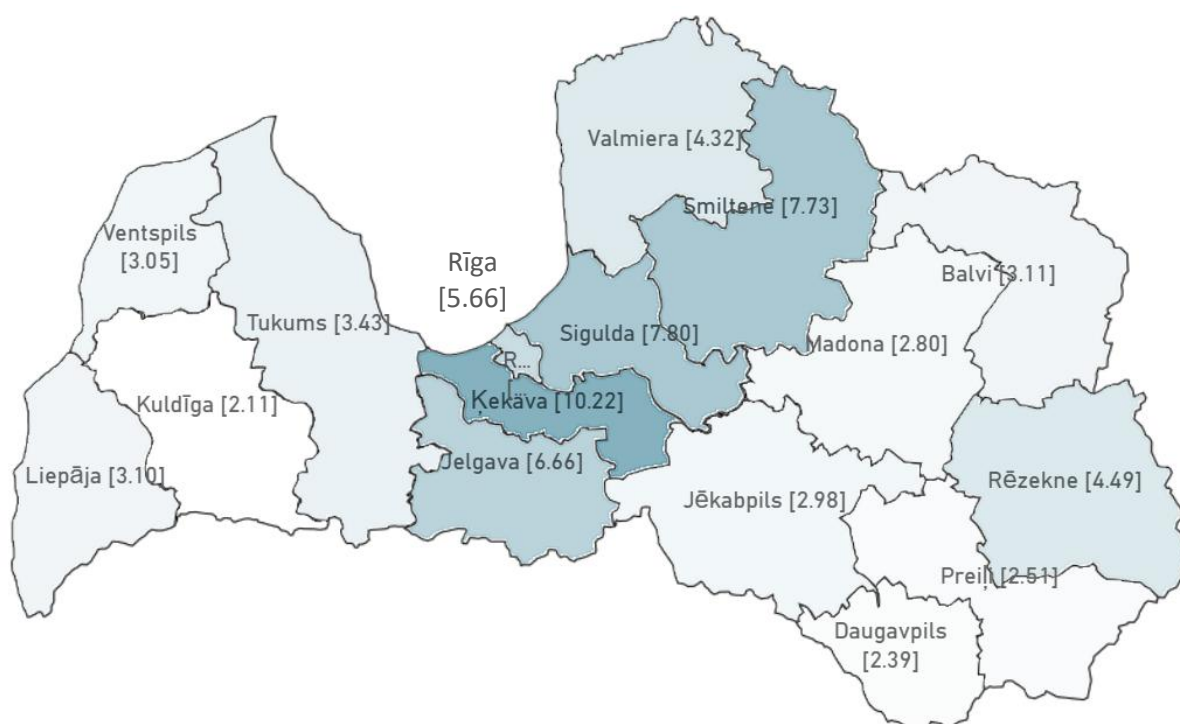 Valmiera [4.32]
Smiltene [7.73]
Ventspils
[3.05]
Rīga
[5.66]
Balvi [3.11]
Tukums [3.43]
Sigulda [7.80]
Madona [2.80]
R...
Ķekava [10.22]
Kuldīga [2.11]
Jelgava [6.66]
Liepāja [3.10]
Rēzekne [4.49]
Jēkabpils [2.98]
Preiļi [2.51]
Daugavpils
[2.39]